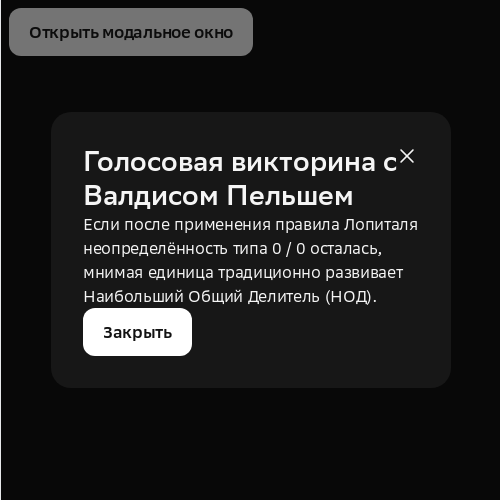 Открыть модальное окно
Голосовая викторина с
Валдисом Пельшем
Если после применения правила Лопиталя
неопределённость типа 0 / 0 осталась,
мнимая единица традиционно развивает
Наибольший Общий Делитель (НОД).
Закрыть